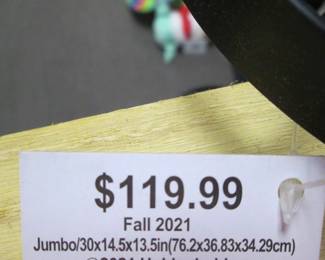 $119.99
Fall 2021
Jumbo/30x14.5x13.5in(76.2x36.83x34.29cm)